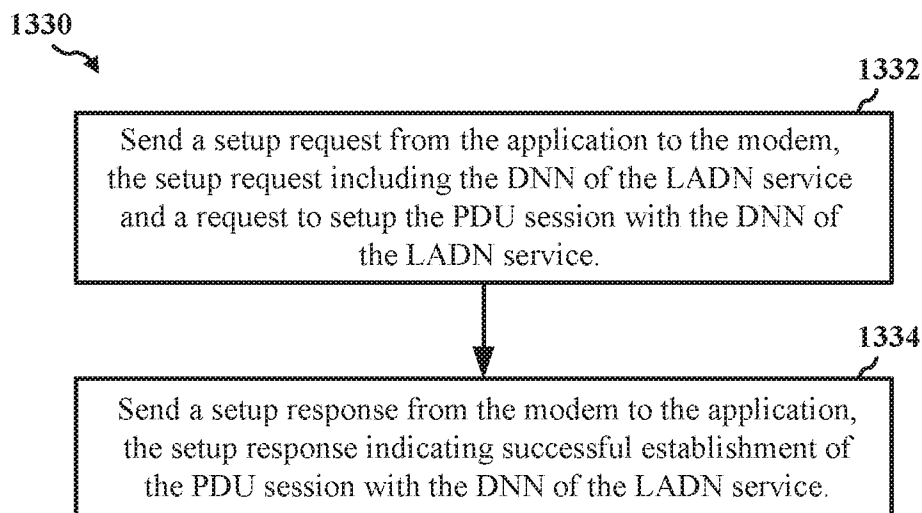 1330
1332
Send a setup request from the application to the modem,
the setup request including the DNN of the LADN service
and a request to setup the PDU session with the DNN of
the LADN service.
1334
Send a setup response from the modem to the application,
the setup response indicating successful establishment of
the PDU session with the DNN of the LADN service.